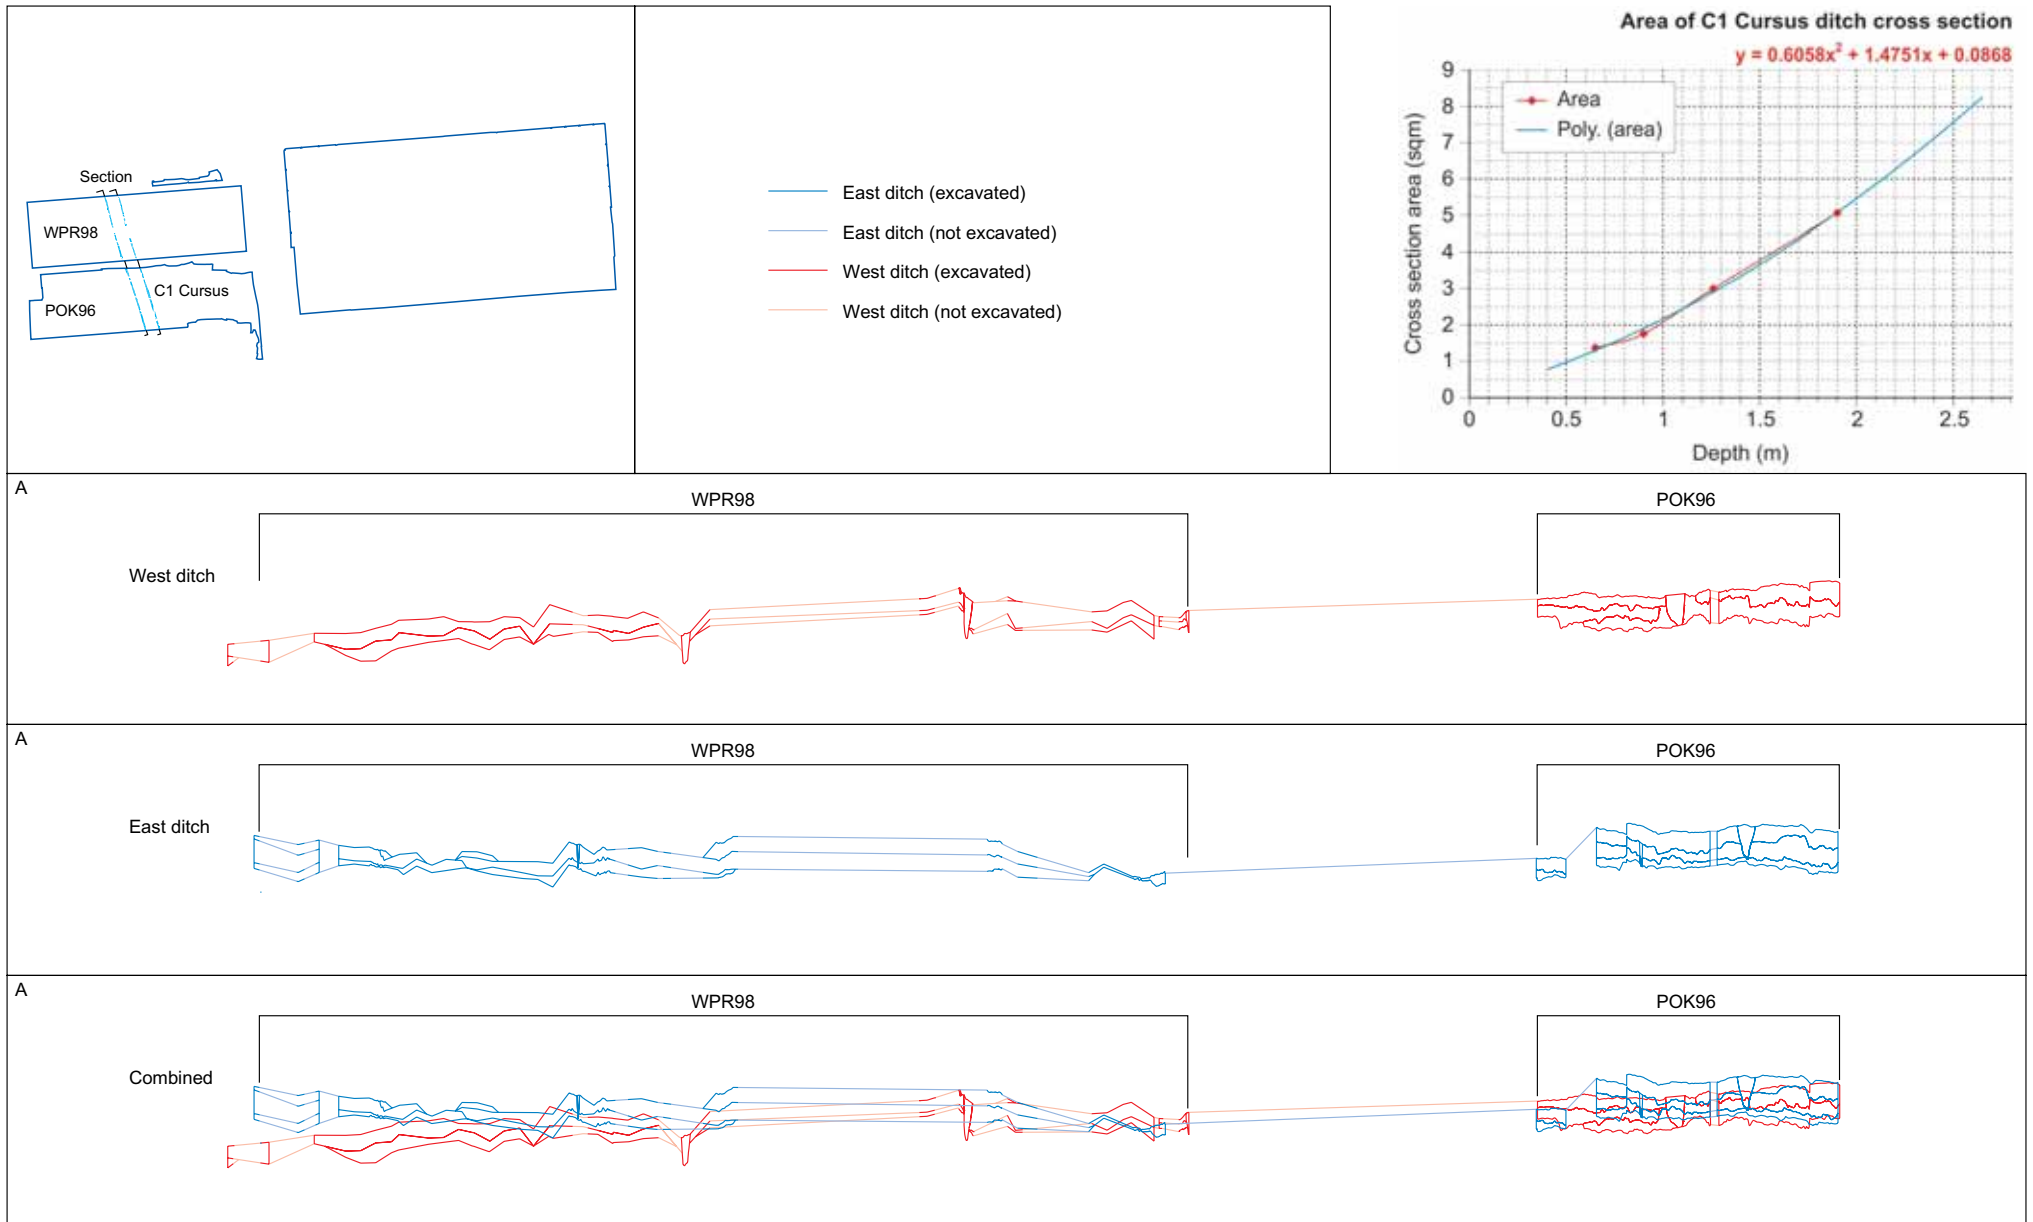 Section
WPR98
C1 Cursus
POK96
East ditch (excavated)
East ditch (not excavated)
West ditch (excavated)
West ditch (not excavated)
Area of C1 Cursus ditch cross section
y = 0.6058x² + 1.4751x + 0.0868
Area
Poly. (area)
Cross section area (sqm)
9
8
7
6
5
4
3
2
1
0
0 0.5 1 1.5 2 2.5
Depth (m)
A
WPR98 POK96
West ditch
A
WPR98 POK96
East ditch
A
WPR98 POK96
Combined